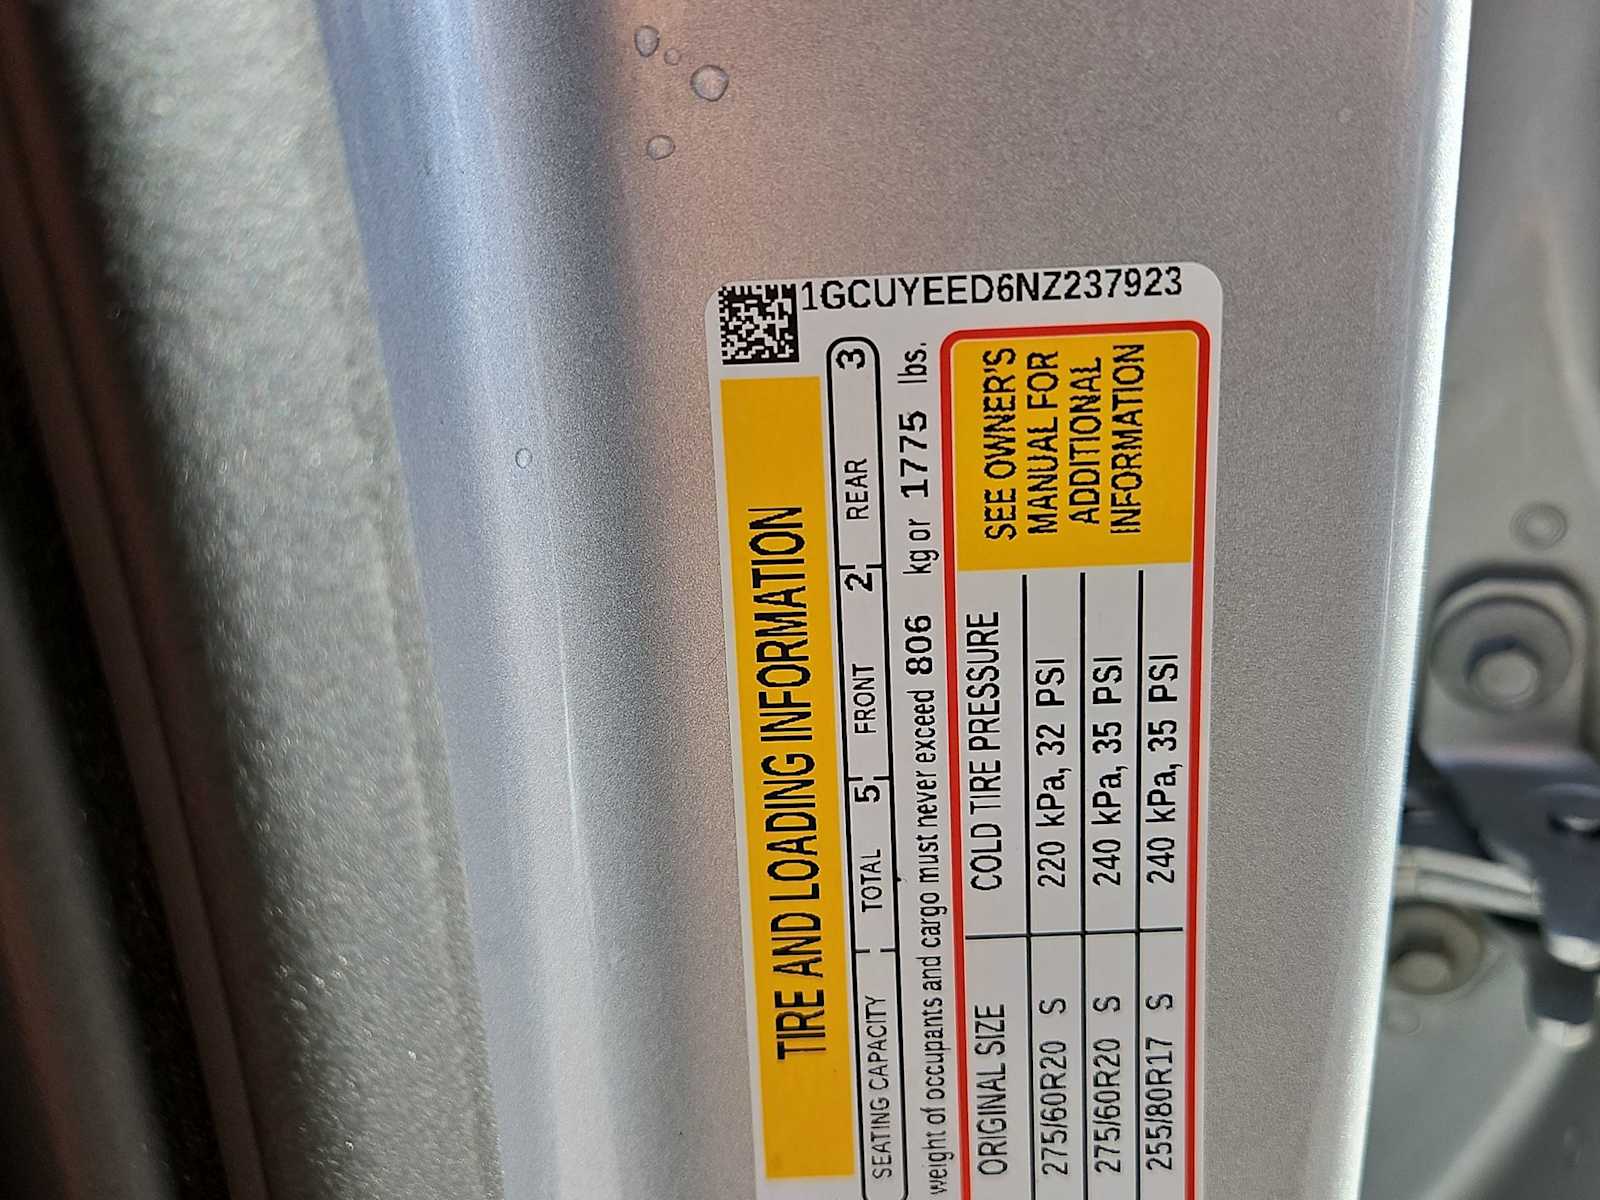 1GCUYEED6NZ237923
TIRE AND LOADING INFORMATION
SEATING CAPACITY TOTAL 5 FRONT 2 REAR 3
weight of occupants and cargo must never exceed 806 kg or 1775 lbs.
ORIGINAL SIZE COLD TIRE PRESSURE
275/60R20 S 220 kPa, 32 PSI
275/60R20 S 240 kPa, 35 PSI
255/80R17 S 240 kPa, 35 PSI
SEE OWNER'S
MANUAL FOR
ADDITIONAL
INFORMATION